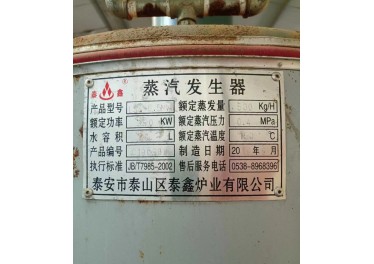 泰鑫 蒸汽发生器
产品型号 额定蒸发量 Kg/H
额定功率 KW 额定蒸汽压力 MPa
水容积 L 额定蒸汽温度 ℃
产品编号 制造日期 20 年 月
执行标准 JB/T7985-2002 售后服务电话 0538-8968396
泰安市泰山区泰鑫炉业有限公司